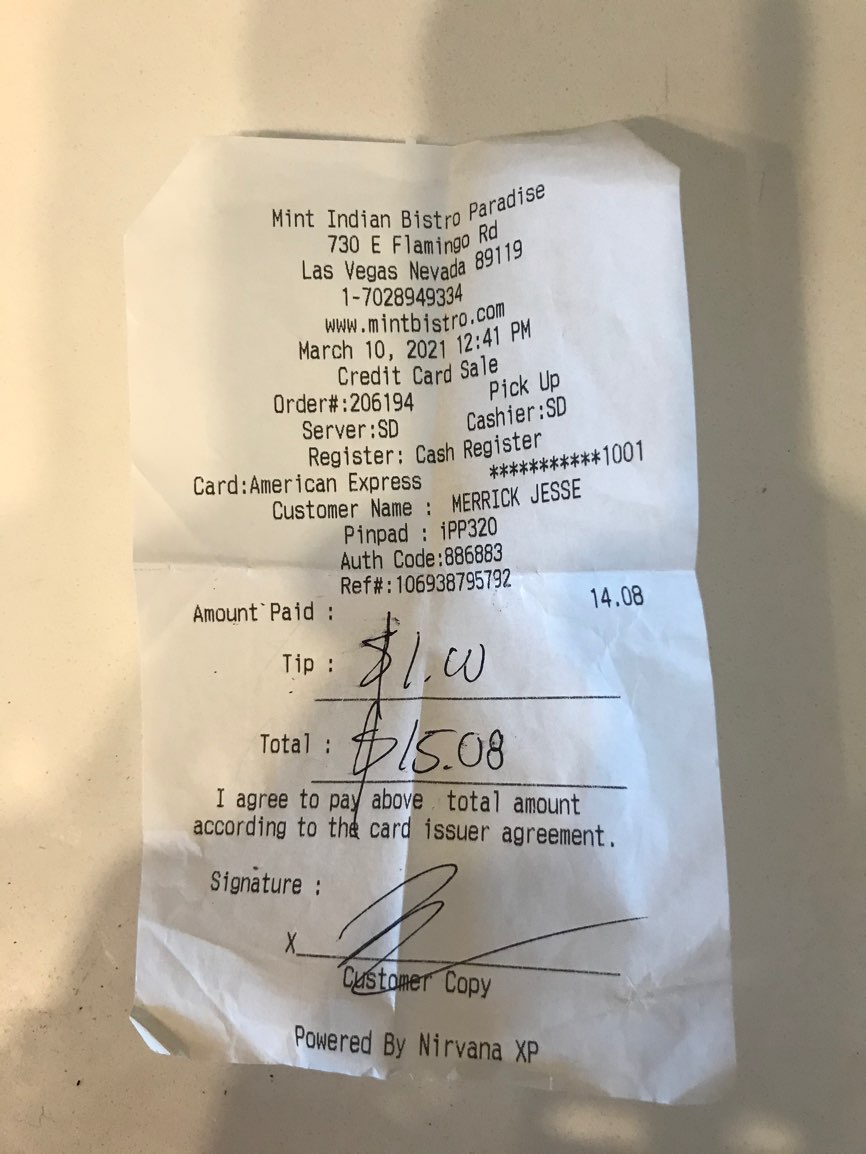 Mint Indian Bistro Paradise
730 E Flamingo Rd
Las Vegas Nevada 89119
1-7028949334
www.mintbistro.com
March 10, 2021 12:41 PM
Credit Card Sale
Order#:206194 Pick Up
Server:SD Cashier:SD
Register: Cash Register
Card:American Express ***********1001
Customer Name : MERRICK JESSE
Pinpad : iPP320
Auth Code:886883
Ref#:106938795792
Amount Paid : 14.08
Tip : $1.00
Total : $15.08
I agree to pay above total amount
according to the card issuer agreement.
Signature :
X
Customer Copy
Powered By Nirvana XP